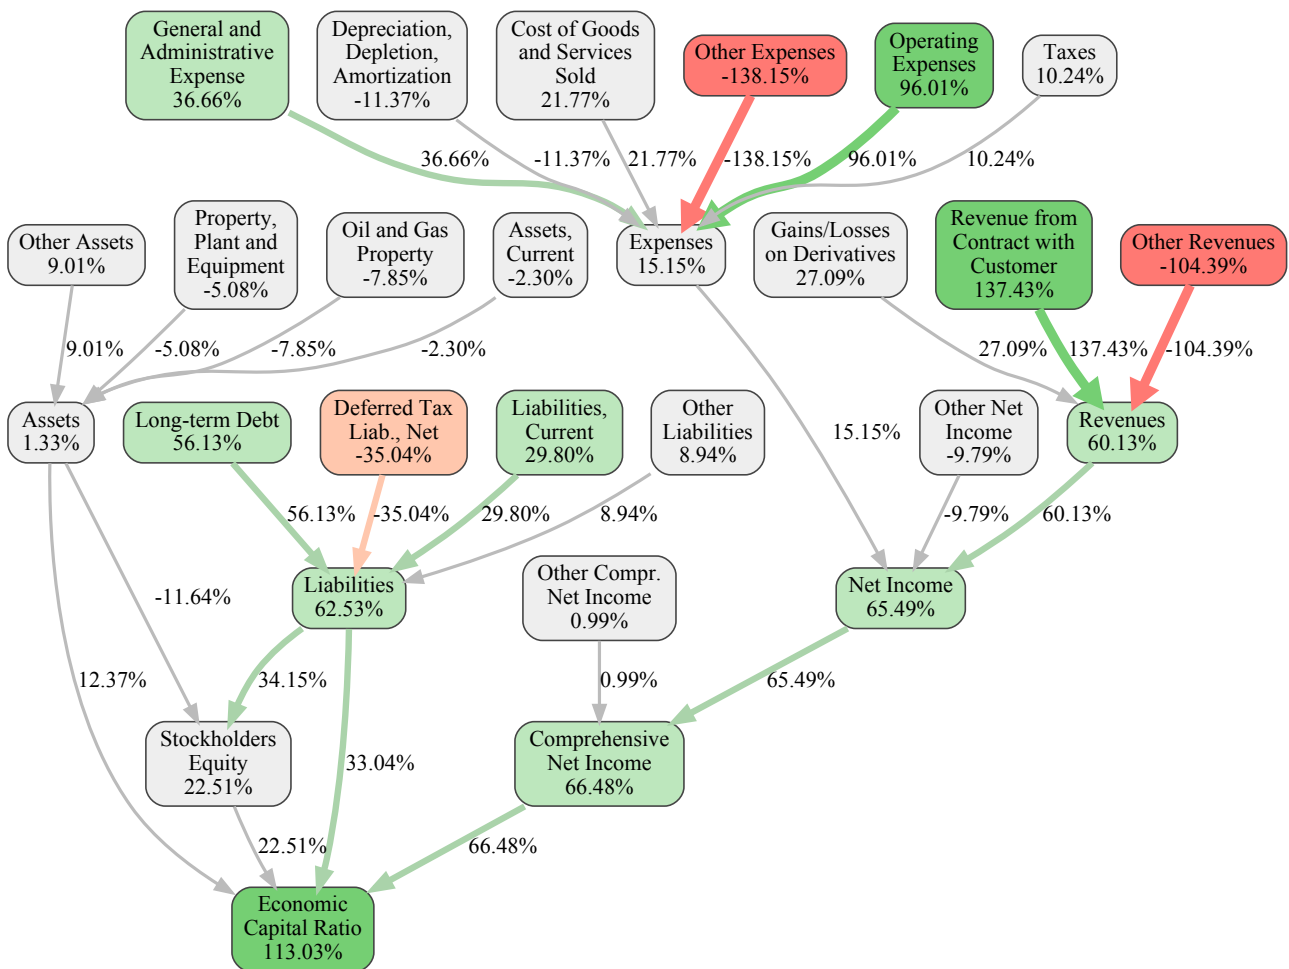 General and
Administrative
Expense
36.66%
Depreciation,
Depletion,
Amortization
-11.37%
Cost of Goods
and Services
Sold
21.77%
Other Expenses
-138.15%
Operating
Expenses
96.01%
Taxes
10.24%
36.66%
-11.37%
21.77%
-138.15%
96.01%
10.24%
Other Assets
9.01%
Property,
Plant and
Equipment
-5.08%
Oil and Gas
Property
-7.85%
Assets,
Current
-2.30%
Expenses
15.15%
Gains/Losses
on Derivatives
27.09%
Revenue from
Contract with
Customer
137.43%
Other Revenues
-104.39%
9.01%
-5.08%
-7.85%
-2.30%
27.09%
137.43%
-104.39%
Assets
1.33%
Long-term Debt
56.13%
Deferred Tax
Liab., Net
-35.04%
Liabilities,
Current
29.80%
Other
Liabilities
8.94%
15.15%
Other Net
Income
-9.79%
Revenues
60.13%
56.13%
-35.04%
29.80%
8.94%
-9.79%
60.13%
-11.64%
Liabilities
62.53%
Other Compr.
Net Income
0.99%
Net Income
65.49%
12.37%
34.15%
0.99%
65.49%
Stockholders
Equity
22.51%
33.04%
Comprehensive
Net Income
66.48%
22.51%
66.48%
Economic
Capital Ratio
113.03%